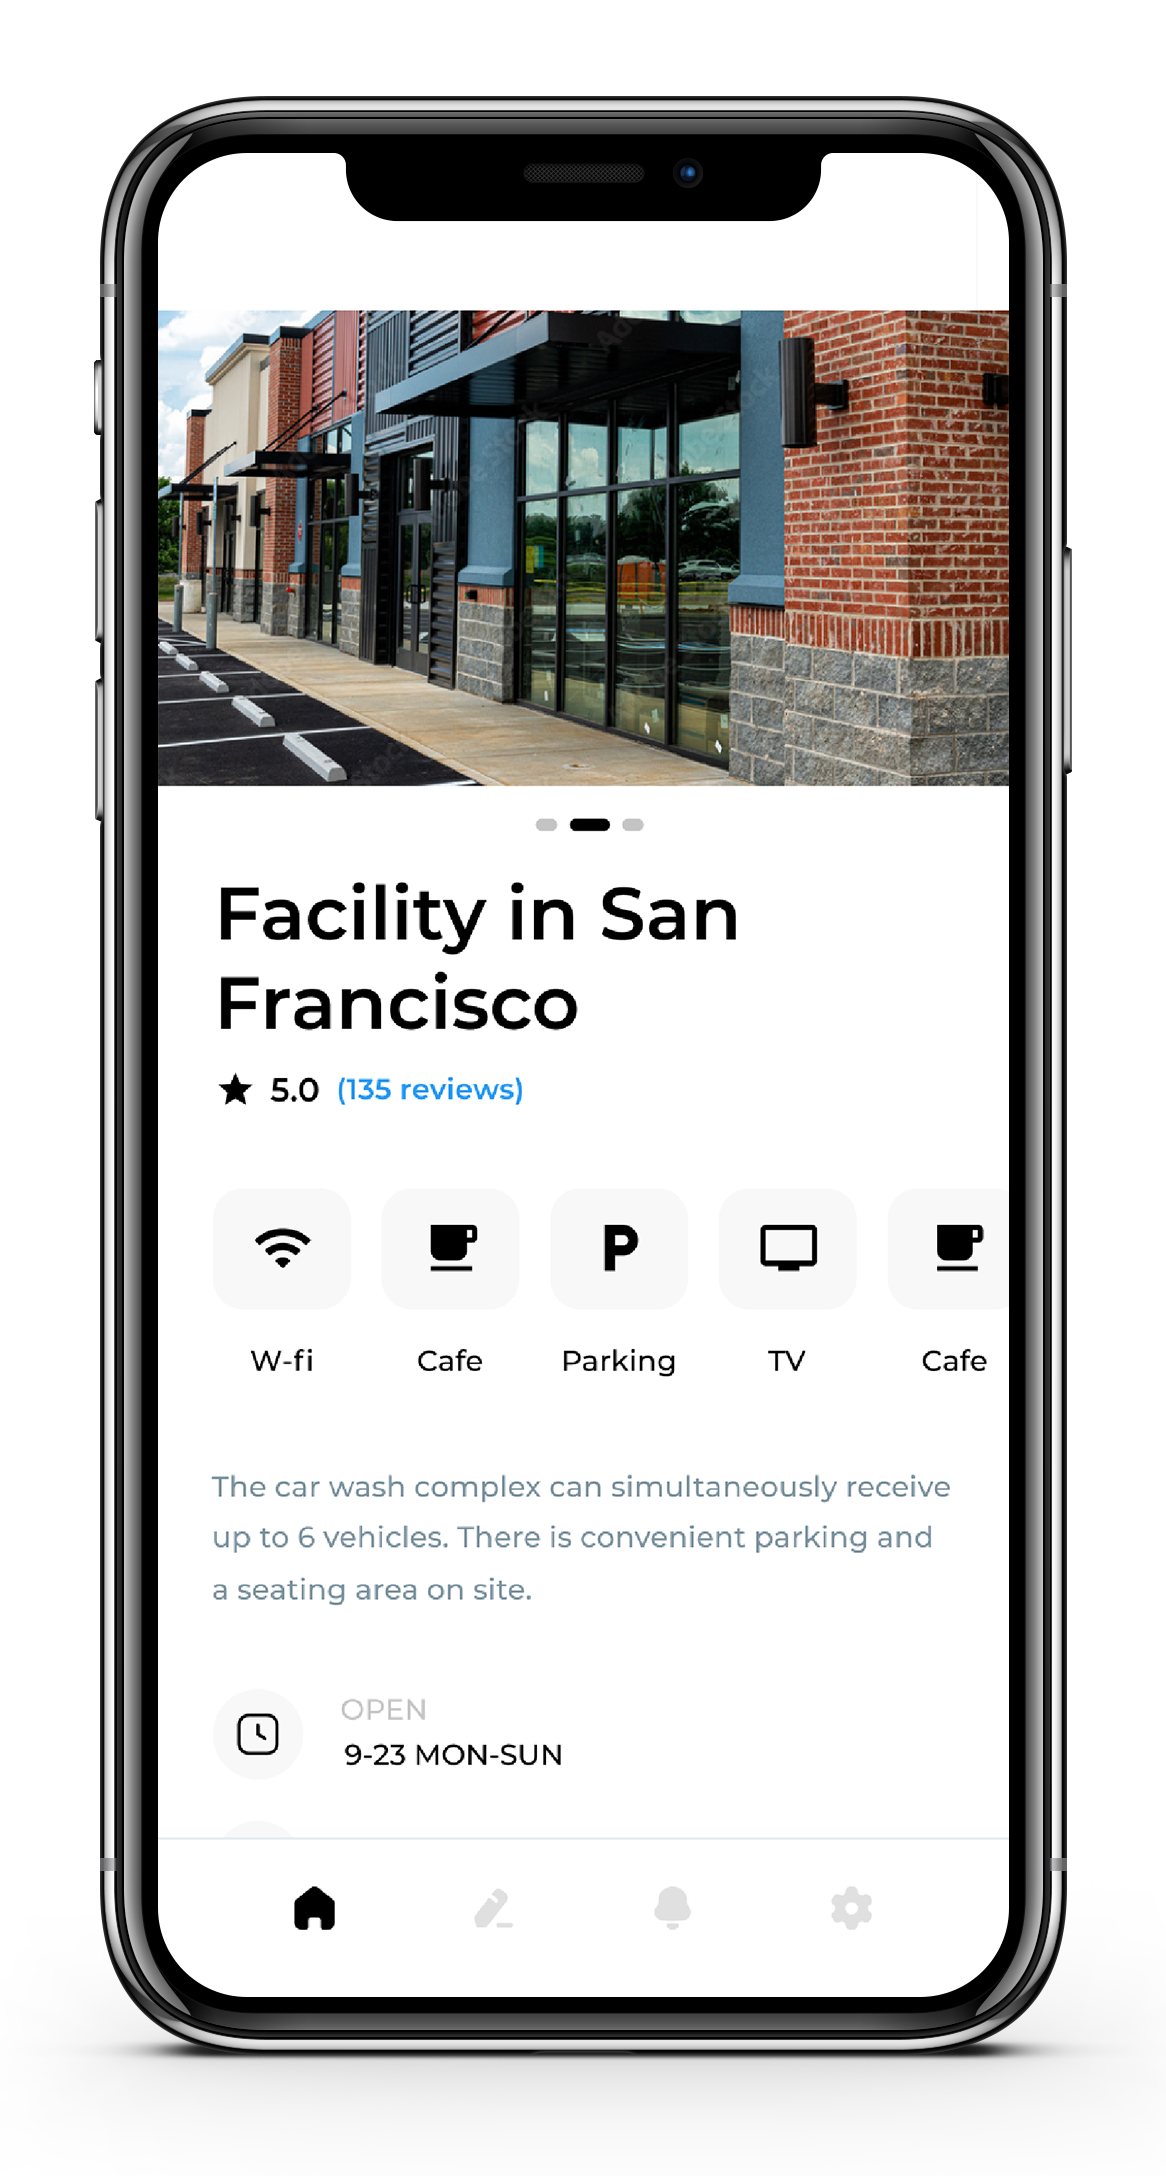 Facility in San
Francisco
5.0 (135 reviews)
W-fi Cafe Parking TV Cafe
The car wash complex can simultaneously receive
up to 6 vehicles. There is convenient parking and
a seating area on site.
OPEN
9-23 MON-SUN